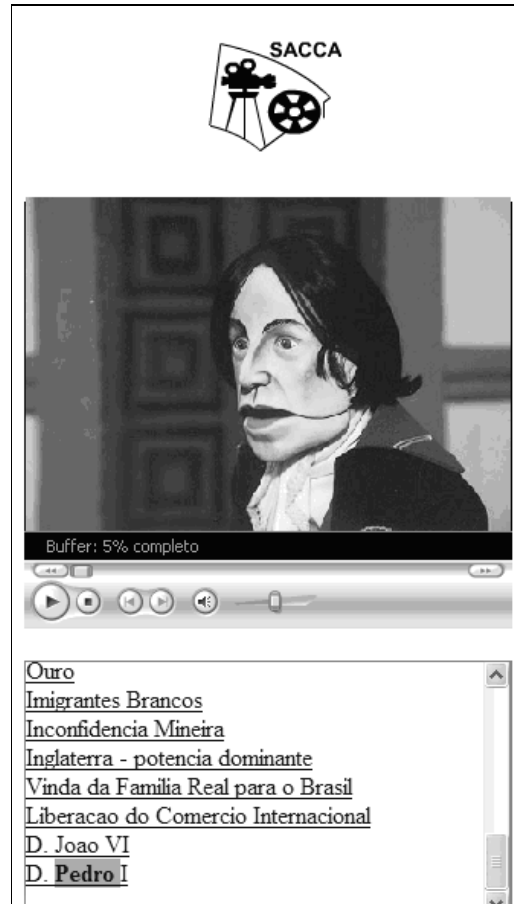 SACCA
Buffer: 5% completo
Ouro
Imigrantes Brancos
Inconfidencia Mineira
Inglaterra - potencia dominante
Vinda da Familia Real para o Brasil
Liberacao do Comercio Internacional
D. Joao VI
D. Pedro I